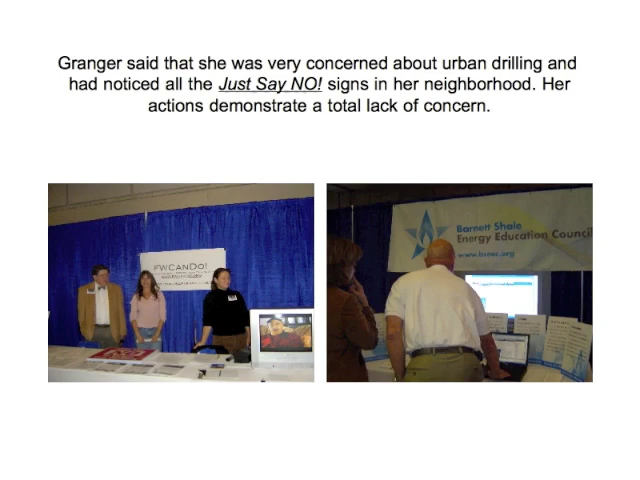 Granger said that she was very concerned about urban drilling and
had noticed all the Just Say NO! signs in her neighborhood. Her
actions demonstrate a total lack of concern.
FWCANDO!
Barnett Shale
Energy Education Council
www.bseec.org